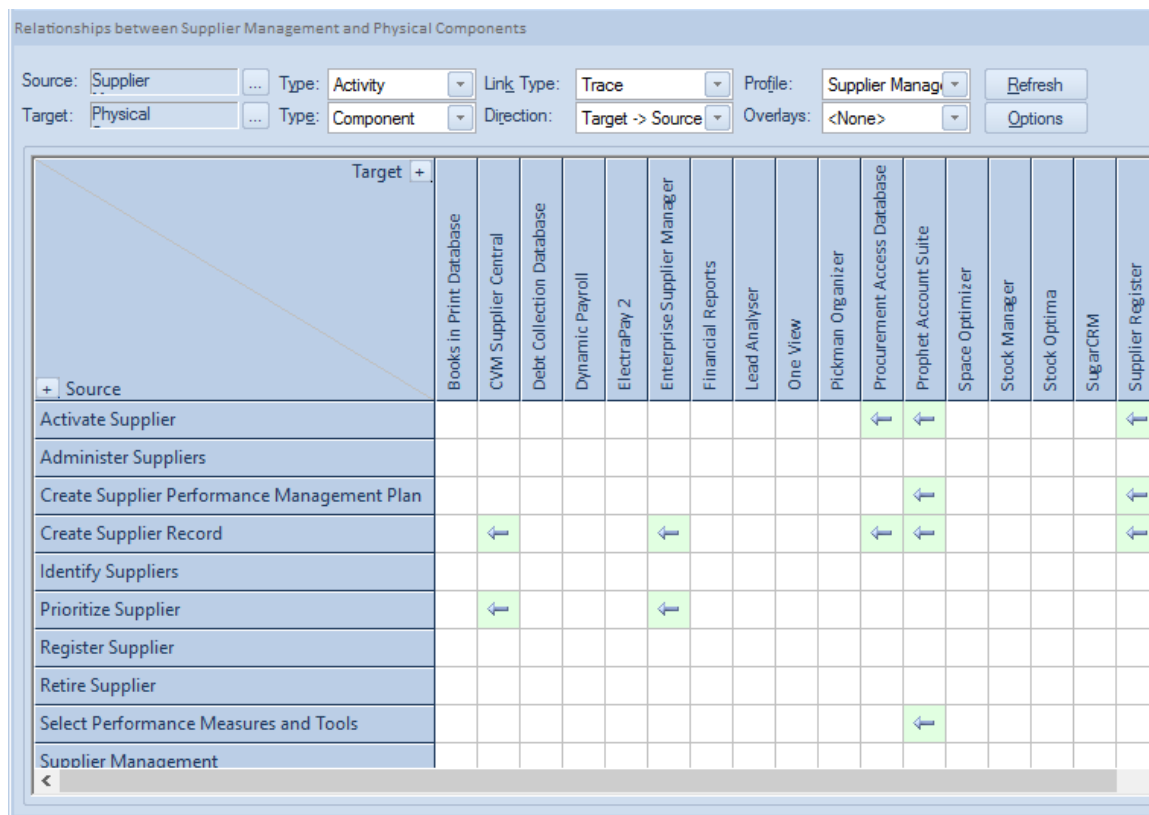 Relationships between Supplier Management and Physical Components
Source: Supplier ... Type: Activity Link Type: Trace Profile: Supplier Manag Refresh
Target: Physical ... Type: Component Direction: Target -> Source Overlays: <None> Options
Target +
+ Source
Books in Print Database
CVM Supplier Central
Debt Collection Database
Dynamic Payroll
ElectraPay 2
Enterprise Supplier Manager
Financial Reports
Lead Analyser
One View
Pickman Organizer
Procurement Access Database
Prophet Account Suite
Space Optimizer
Stock Manager
Stock Optima
SugarCRM
Supplier Register
Activate Supplier
Administer Suppliers
Create Supplier Performance Management Plan
Create Supplier Record
Identify Suppliers
Prioritize Supplier
Register Supplier
Retire Supplier
Select Performance Measures and Tools
Supplier Management